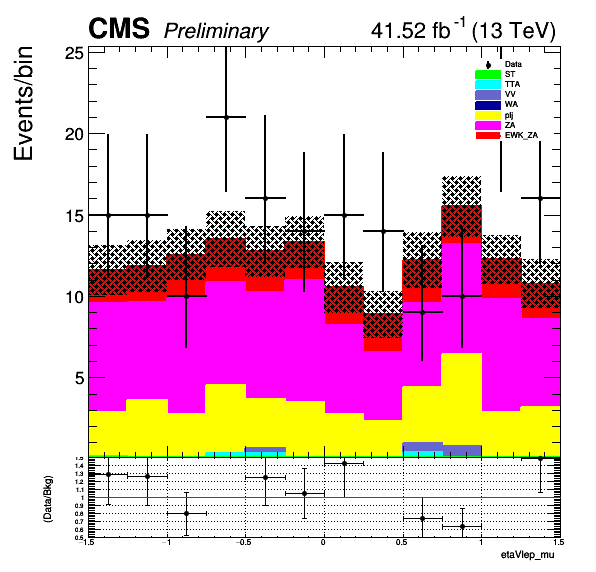 CMS Preliminary 41.52 fb⁻¹ (13 TeV)
Events/bin
25
20
15
10
5
Data
ST
TTA
VV
WA
plj
ZA
EWK_ZA
(Data/Bkg)
1.5
1.4
1.3
1.2
1.1
1
0.9
0.8
0.7
0.6
0.5
−1.5 −1 −0.5 0 0.5 1 1.5
etaVlep_mu